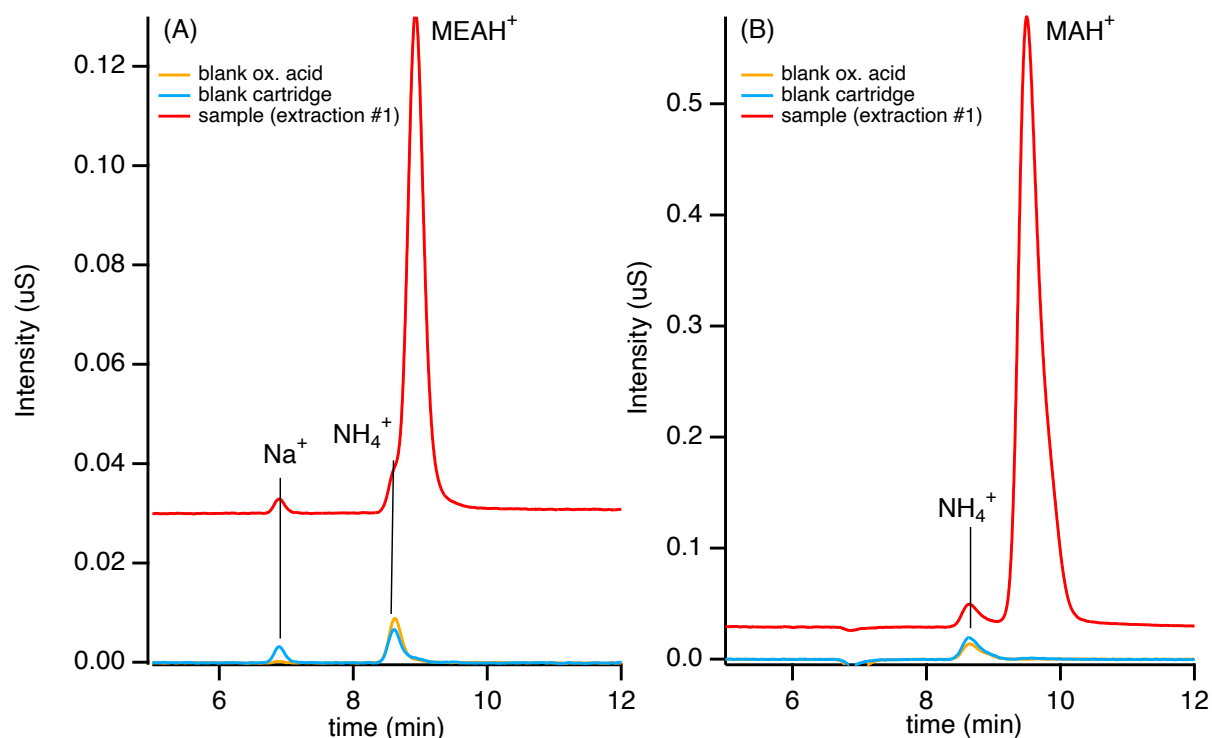 (A)
MEAH⁺
blank ox. acid
blank cartridge
sample (extraction #1)
0.12
0.10
0.08
0.06
0.04
0.02
0.00
Intensity (uS)
Na⁺
NH₄⁺
6
8
10
12
time (min)
(B)
MAH⁺
blank ox. acid
blank cartridge
sample (extraction #1)
0.5
0.4
0.3
0.2
0.1
0.0
Intensity (uS)
NH₄⁺
6
8
10
12
time (min)